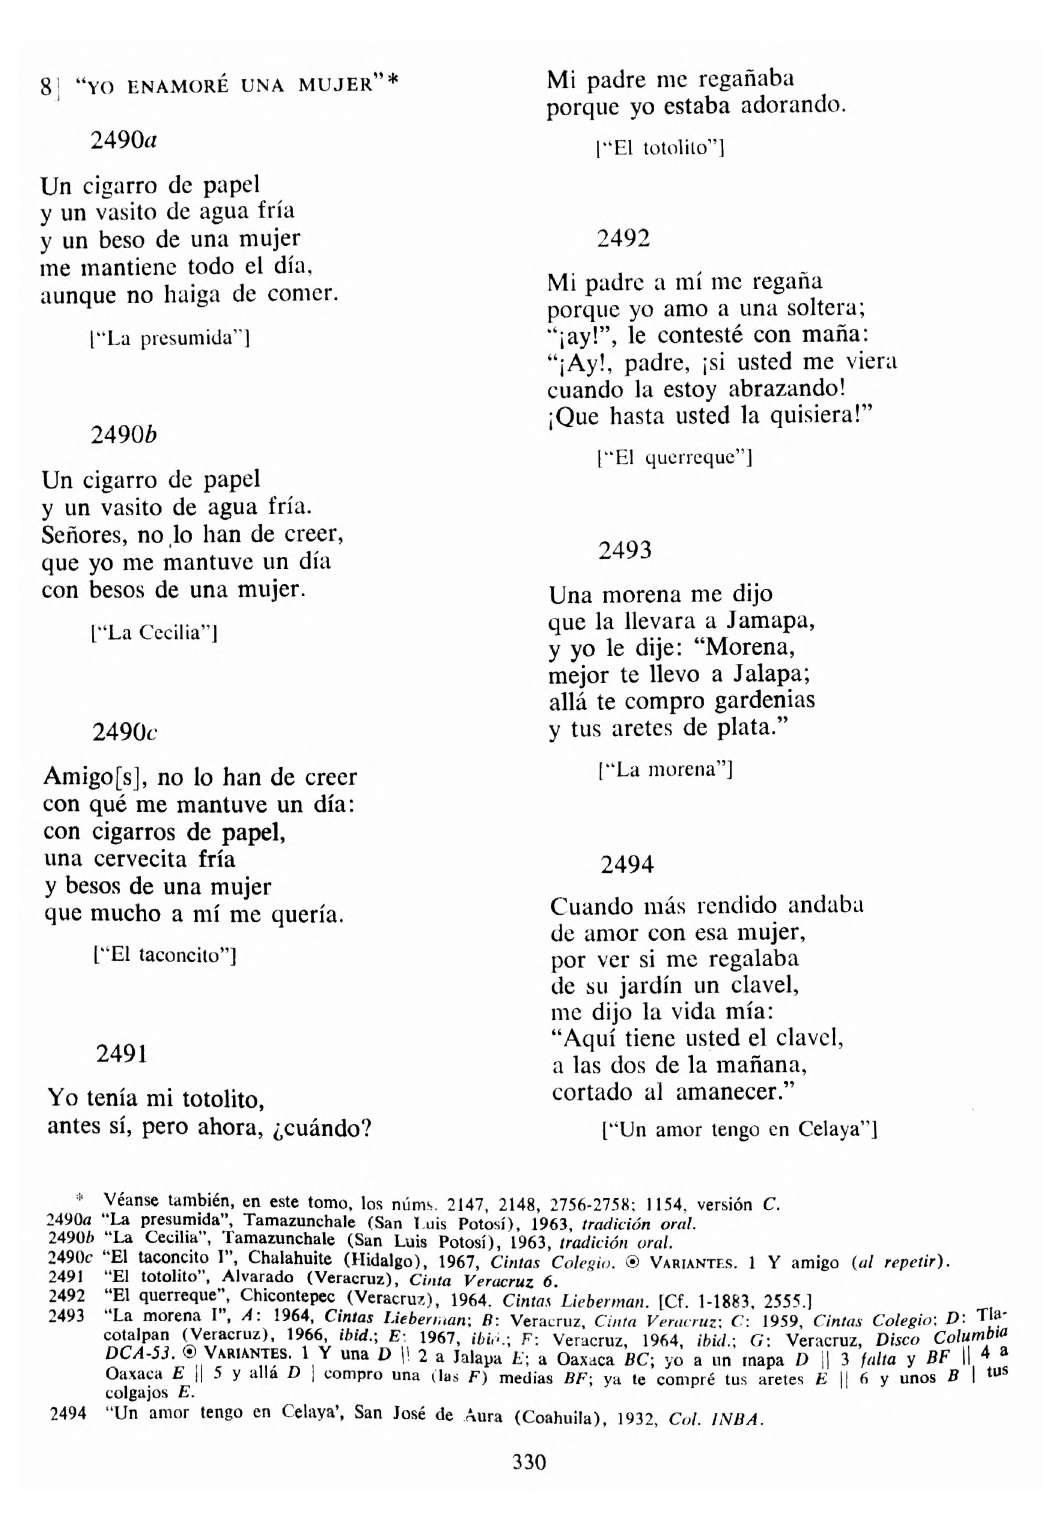 8] “YO ENAMORÉ UNA MUJER”*
2490a
Un cigarro de papel
y un vasito de agua fría
y un beso de una mujer
me mantiene todo el día,
aunque no haiga de comer.
[“La presumida”]
2490b
Un cigarro de papel
y un vasito de agua fría.
Señores, no lo han de creer,
que yo me mantuve un día
con besos de una mujer.
[“La Cecilia”]
2490c
Amigo[s], no lo han de creer
con qué me mantuve un día:
con cigarros de papel,
una cervecita fría
y besos de una mujer
que mucho a mí me quería.
[“El taconcito”]
2491
Yo tenía mi totolito,
antes sí, pero ahora, ¿cuándo?
Mi padre me regañaba
porque yo estaba adorando.
[“El totolito”]
2492
Mi padre a mí me regaña
porque yo amo a una soltera;
“¡ay!”, le contesté con maña:
“¡Ay!, padre, ¡si usted me viera
cuando la estoy abrazando!
¡Que hasta usted la quisiera!”
[“El querreque”]
2493
Una morena me dijo
que la llevara a Jamapa,
y yo le dije: “Morena,
mejor te llevo a Jalapa;
allá te compro gardenias
y tus aretes de plata.”
[“La morena”]
2494
Cuando más rendido andaba
de amor con esa mujer,
por ver si me regalaba
de su jardín un clavel,
me dijo la vida mía:
“Aquí tiene usted el clavel,
a las dos de la mañana,
cortado al amanecer.”
[“Un amor tengo en Celaya”]
* Véanse también, en este tomo, los núms. 2147, 2148, 2756-2758; 1154, versión C.
2490a “La presumida”, Tamazunchale (San Luis Potosí), 1963, tradición oral.
2490b “La Cecilia”, Tamazunchale (San Luis Potosí), 1963, tradición oral.
2490c “El taconcito I”, Chalahuite (Hidalgo), 1967, Cintas Colegio. ⦿ VARIANTES. 1 Y amigo (al repetir).
2491 “El totolito”, Alvarado (Veracruz), Cinta Veracruz 6.
2492 “El querreque”, Chicontepec (Veracruz), 1964. Cintas Lieberman. [Cf. 1-1883, 2555.]
2493 “La morena I”, A: 1964, Cintas Lieberman; B: Veracruz, Cinta Veracruz; C: 1959, Cintas Colegio; D: Tla-
cotalpan (Veracruz), 1966, ibid.; E: 1967, ibid.; F: Veracruz, 1964, ibid.; G: Veracruz, Disco Columbia
DCA-53. ⦿ VARIANTES. 1 Y una D || 2 a Jalapa E; a Oaxaca BC; yo a un mapa D || 3 falta y BF || 4 a
Oaxaca E || 5 y allá D | compro una (las F) medias BF; ya te compré tus aretes E || 6 y unos B | tus
colgajos E.
2494 “Un amor tengo en Celaya’, San José de Aura (Coahuila), 1932, Col. INBA.
330